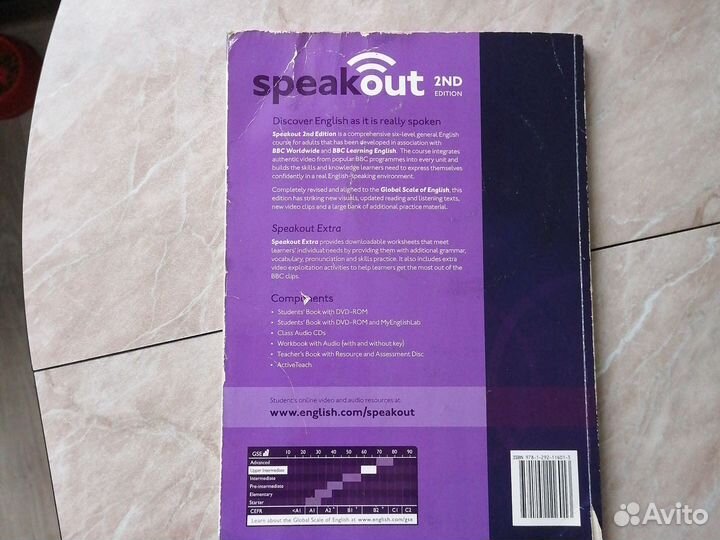 speakout 2ND
EDITION
Discover English as it is really spoken
Speakout 2nd Edition is a comprehensive six-level general English
course for adults that has been developed in association with
BBC Worldwide and BBC Learning English. The course integrates
authentic video from popular BBC programmes into every unit and
builds the skills and knowledge learners need to express themselves
confidently in a real English-speaking environment.
Completely revised and aligned to the Global Scale of English, this
edition has striking new visuals, updated reading and listening texts,
new video clips and a large bank of additional practice material.
Speakout Extra
Speakout Extra provides downloadable worksheets that meet
learners' individual needs by providing them with additional grammar,
vocabulary, pronunciation and skills practice. It also includes extra
video exploitation activities to help learners get the most out of the
BBC clips.
Components
• Students' Book with DVD-ROM
• Students' Book with DVD-ROM and MyEnglishLab
• Class Audio CDs
• Workbook with Audio (with and without key)
• Teacher's Book with Resource and Assessment Disc
• ActiveTeach
Student's online video and audio resources at
www.english.com/speakout
GSE 10 20 30 40 50 60 70 80 90
Advanced
Upper Intermediate
Intermediate
Pre-intermediate
Elementary
Starter
CEFR <A1 A1 A2 + B1 + B2 + C1 C2
Learn about the Global Scale of English at www.english.com/gse
ISBN 978-1-292-11601-3
Avito